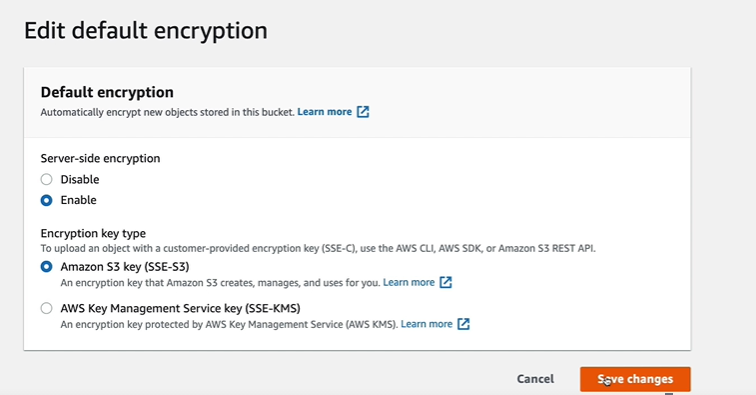 Edit default encryption
Default encryption
Automatically encrypt new objects stored in this bucket. Learn more
Server-side encryption
Disable
Enable
Encryption key type
To upload an object with a customer-provided encryption key (SSE-C), use the AWS CLI, AWS SDK, or Amazon S3 REST API.
Amazon S3 key (SSE-S3)
An encryption key that Amazon S3 creates, manages, and uses for you. Learn more
AWS Key Management Service key (SSE-KMS)
An encryption key protected by AWS Key Management Service (AWS KMS). Learn more
Cancel Save changes